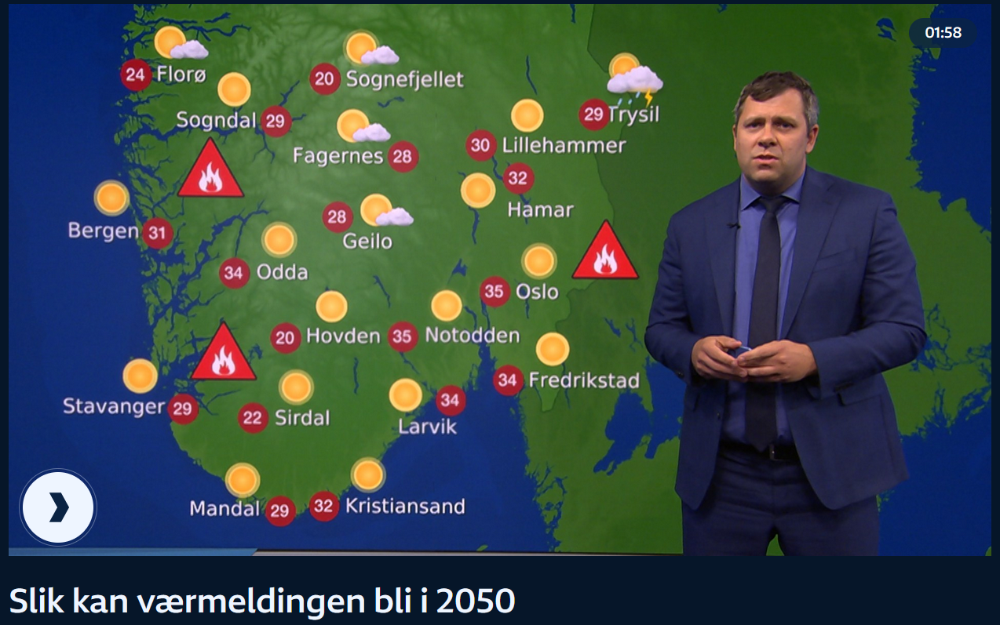 01:58
24 Florø
20 Sognefjellet
Sogndal 29
29 Trysil
Fagernes 28
30 Lillehammer
32
Hamar
Bergen 31
28
Geilo
34 Odda
35 Oslo
20 Hovden
35 Notodden
34 Fredrikstad
Stavanger 29
22 Sirdal
34
Larvik
Mandal 29
32 Kristiansand
Slik kan værmeldingen bli i 2050